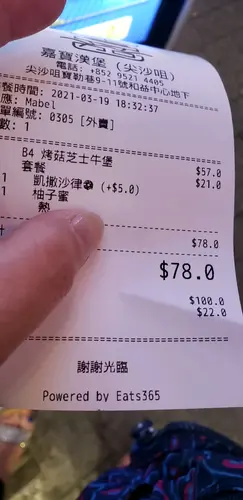 嘉寶漢堡 (尖沙咀)
電話: +852 9521 4405
尖沙咀寶勒巷9-11號和益中心地下
餐時間: 2021-03-19 18:32:37
應: Mabel
單編號: 0305 [外賣]
數: 1
B4 烤菇芝士牛堡 $57.0
套餐 $21.0
1 凱撒沙律 (+$5.0)
1 柚子蜜
熱
計 $78.0
$78.0
$100.0
$22.0
謝謝光臨
Powered by Eats365